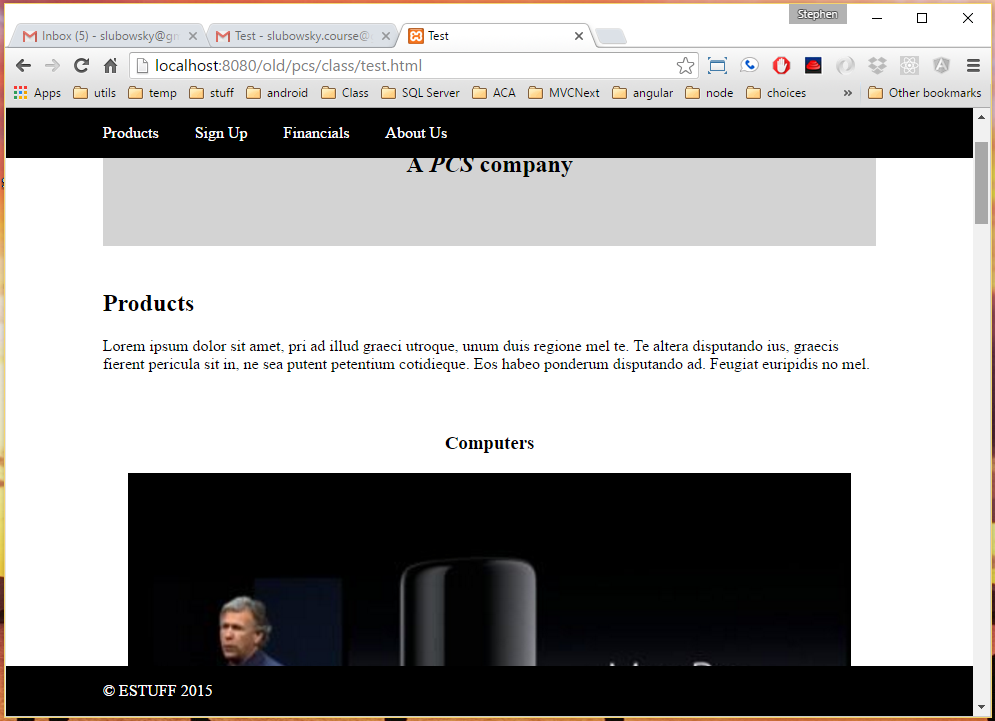 Stephen
Inbox (5) - slubowsky@gm
Test - slubowsky.course@
Test
localhost:8080/old/pcs/class/test.html
Apps utils temp stuff android Class SQL Server ACA MVCNext angular node choices » Other bookmarks
Products Sign Up Financials About Us
A PCS company
Products
Lorem ipsum dolor sit amet, pri ad illud graeci utroque, unum duis regione mel te. Te altera disputando ius, graecis
fierent pericula sit in, ne sea putent petentium cotidieque. Eos habeo ponderum disputando ad. Feugiat euripidis no mel.
Computers
© ESTUFF 2015